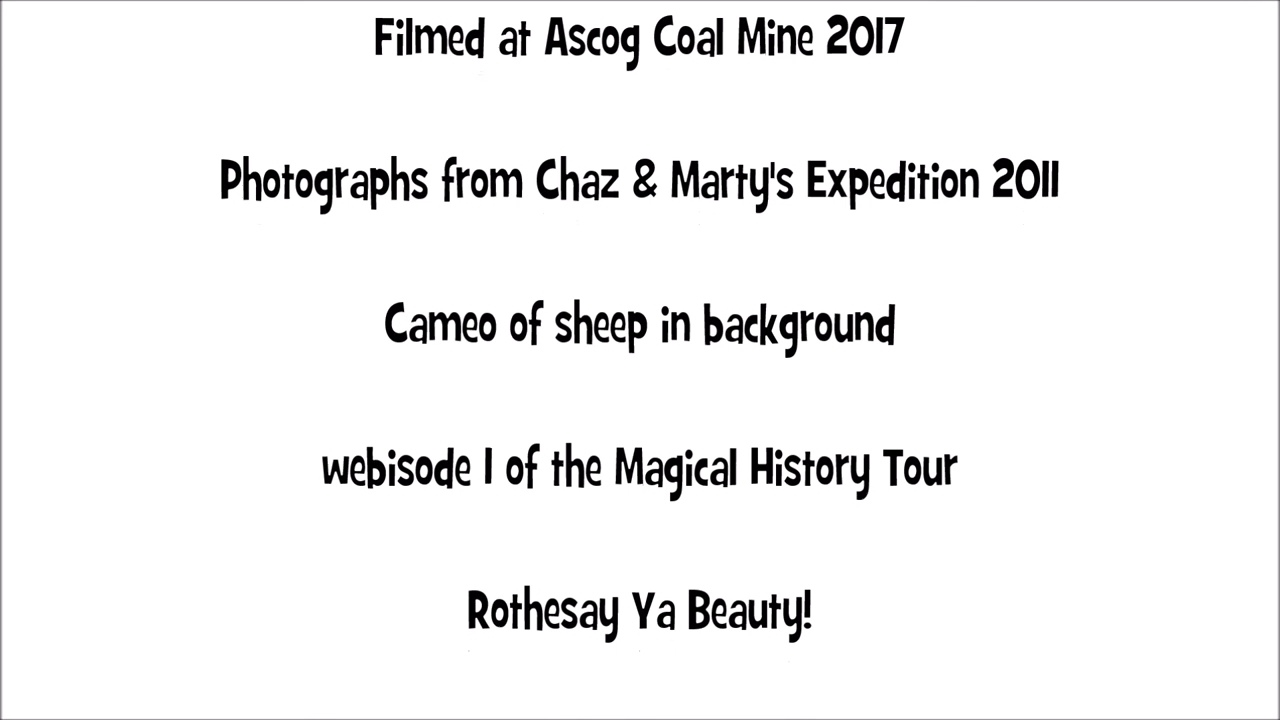 Filmed at Ascog Coal Mine 2017
Photographs from Chaz & Marty's Expedition 2011
Cameo of sheep in background
webisode 1 of the Magical History Tour
Rothesay Ya Beauty!